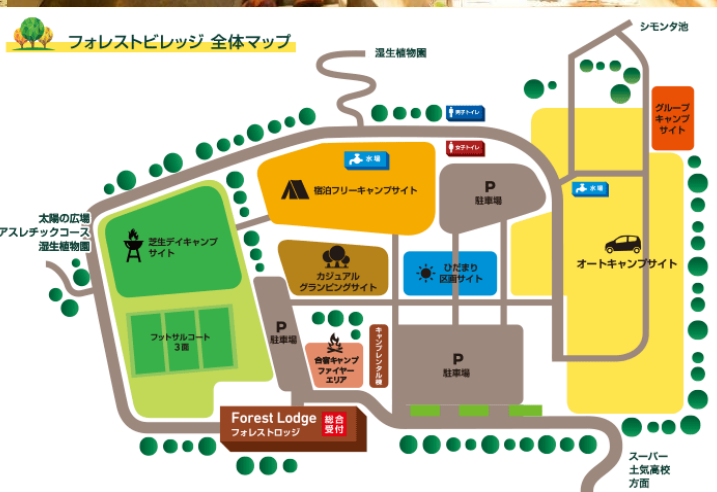 フォレストビレッジ 全体マップ
シモンタ池
湿生植物園
男子トイレ
グループ
キャンプ
サイト
女子トイレ
水場
宿泊フリーキャンプサイト
P
駐車場
水場
太陽の広場
アスレチックコース
湿生植物園
芝生デイキャンプ
サイト
オートキャンプサイト
カジュアル
グランピングサイト
ひだまり
区画サイト
フットサルコート
3面
P
駐車場
合宿キャンプ
ファイヤー
エリア
キャンプレンタル棟
P
駐車場
Forest Lodge
フォレストロッジ
総合
受付
スーパー
土気高校
方面